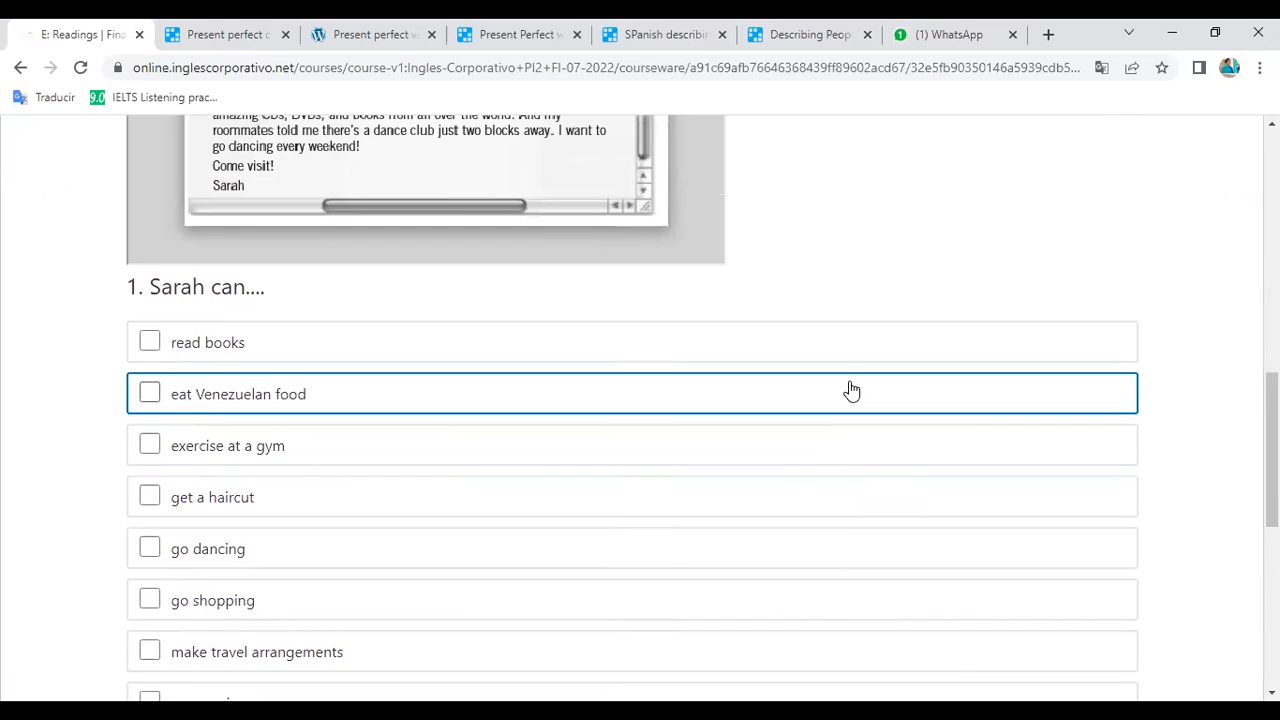 E: Readings | Fina
Present perfect c
Present perfect v
Present Perfect w
SPanish describir
Describing Peop
(1) WhatsApp
online.inglescorporativo.net/courses/course-v1:Ingles-Corporativo+PI2+FI-07-2022/courseware/a91c69afb76646368439ff89602acd67/32e5fb90350146a5939cdb5...
Traducir
9.0 IELTS Listening prac...
amazing CDs, DVDs, and books from all over the world. And my
roommates told me there's a dance club just two blocks away. I want to
go dancing every weekend!
Come visit!
Sarah
1. Sarah can....
read books
eat Venezuelan food
exercise at a gym
get a haircut
go dancing
go shopping
make travel arrangements